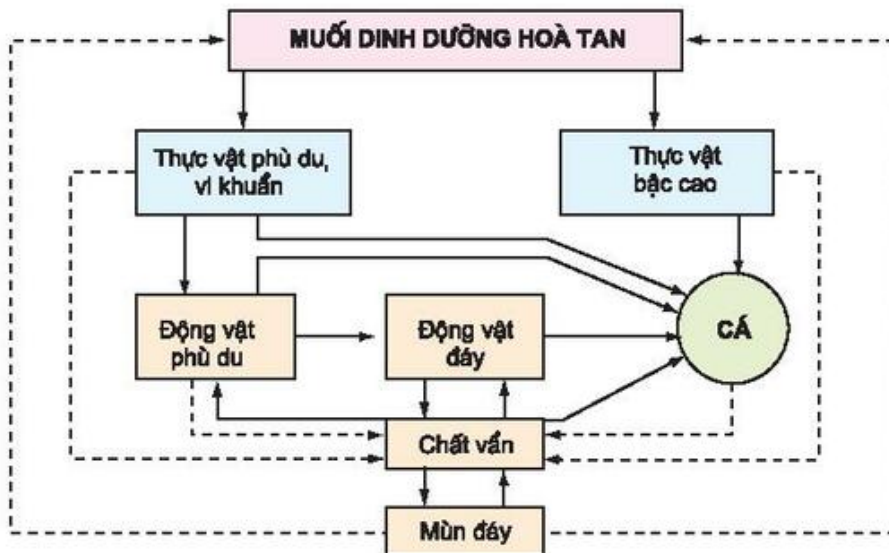 MUỐI DINH DƯỠNG HOÀ TAN
Thực vật phù du,
vi khuẩn
Thực vật
bậc cao
Động vật
phù du
Động vật
đáy
CÁ
Chất vẩn
Mùn đáy